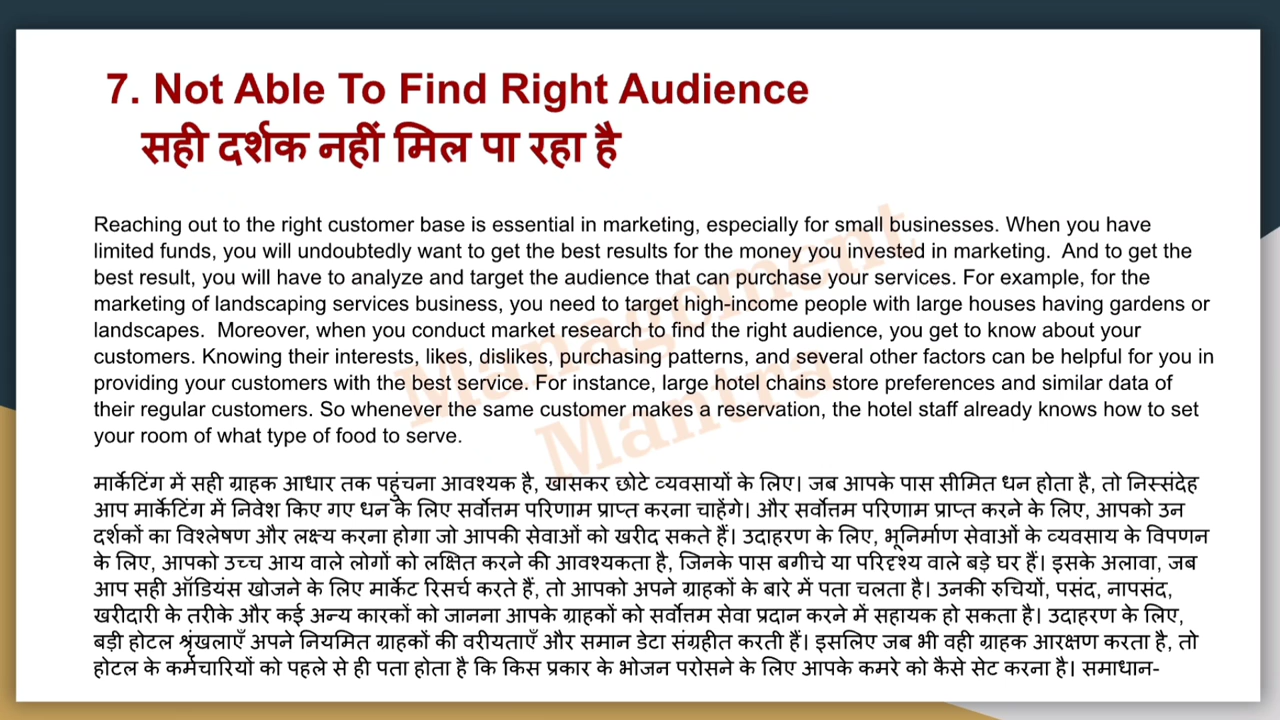 7. Not Able To Find Right Audience
सही दर्शक नहीं मिल पा रहा है
Reaching out to the right customer base is essential in marketing, especially for small businesses. When you have
limited funds, you will undoubtedly want to get the best results for the money you invested in marketing.  And to get the
best result, you will have to analyze and target the audience that can purchase your services. For example, for the
marketing of landscaping services business, you need to target high-income people with large houses having gardens or
landscapes.  Moreover, when you conduct market research to find the right audience, you get to know about your
customers. Knowing their interests, likes, dislikes, purchasing patterns, and several other factors can be helpful for you in
providing your customers with the best service. For instance, large hotel chains store preferences and similar data of
their regular customers. So whenever the same customer makes a reservation, the hotel staff already knows how to set
your room of what type of food to serve.
मार्केटिंग में सही ग्राहक आधार तक पहुंचना आवश्यक है, खासकर छोटे व्यवसायों के लिए। जब आपके पास सीमित धन होता है, तो निस्संदेह
आप मार्केटिंग में निवेश किए गए धन के लिए सर्वोत्तम परिणाम प्राप्त करना चाहेंगे। और सर्वोत्तम परिणाम प्राप्त करने के लिए, आपको उन
दर्शकों का विश्लेषण और लक्ष्य करना होगा जो आपकी सेवाओं को खरीद सकते हैं। उदाहरण के लिए, भूनिर्माण सेवाओं के व्यवसाय के विपणन
के लिए, आपको उच्च आय वाले लोगों को लक्षित करने की आवश्यकता है, जिनके पास बगीचे या परिदृश्य वाले बड़े घर हैं। इसके अलावा, जब
आप सही ऑडियंस खोजने के लिए मार्केट रिसर्च करते हैं, तो आपको अपने ग्राहकों के बारे में पता चलता है। उनकी रुचियों, पसंद, नापसंद,
खरीदारी के तरीके और कई अन्य कारकों को जानना आपके ग्राहकों को सर्वोत्तम सेवा प्रदान करने में सहायक हो सकता है। उदाहरण के लिए,
बड़ी होटल श्रृंखलाएँ अपने नियमित ग्राहकों की वरीयताएँ और समान डेटा संग्रहीत करती हैं। इसलिए जब भी वही ग्राहक आरक्षण करता है, तो
होटल के कर्मचारियों को पहले से ही पता होता है कि किस प्रकार के भोजन परोसने के लिए आपके कमरे को कैसे सेट करना है। समाधान-
Management
Mantra